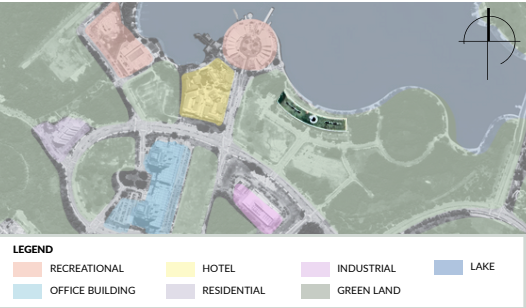 LEGEND
RECREATIONAL
HOTEL
INDUSTRIAL
LAKE
OFFICE BUILDING
RESIDENTIAL
GREEN LAND